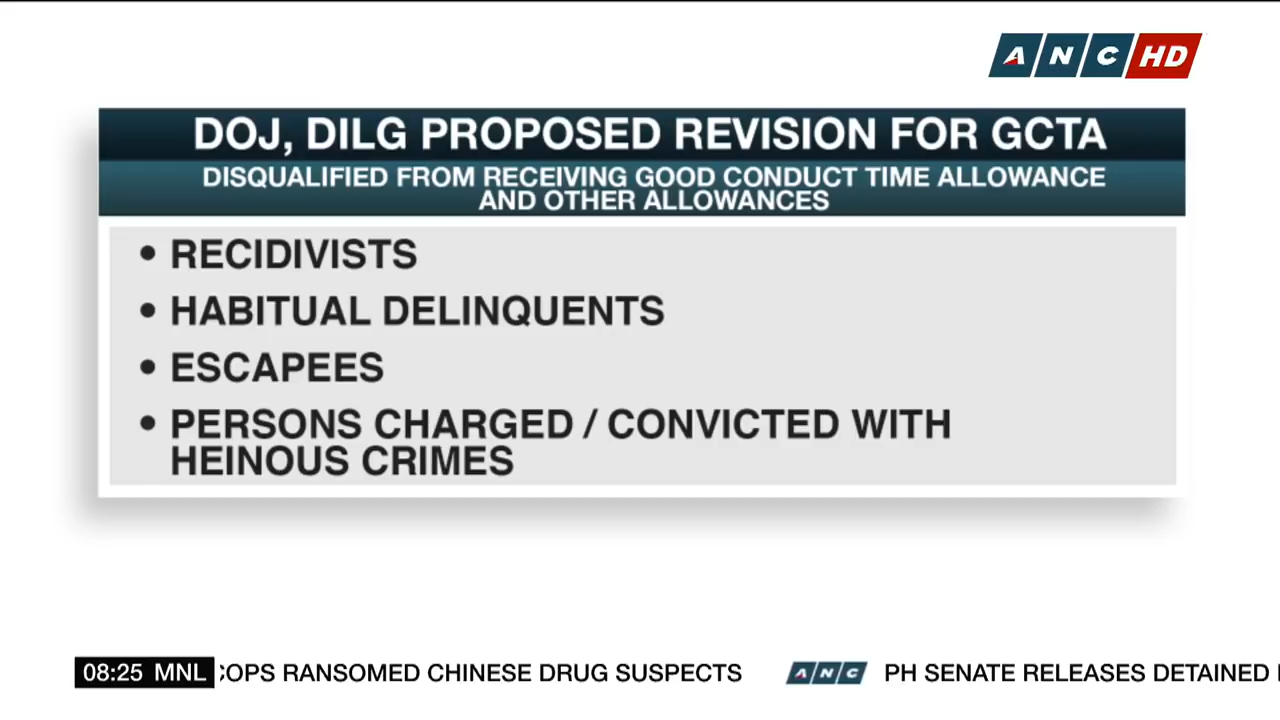 ANC HD
DOJ, DILG PROPOSED REVISION FOR GCTA
DISQUALIFIED FROM RECEIVING GOOD CONDUCT TIME ALLOWANCE
AND OTHER ALLOWANCES
• RECIDIVISTS
• HABITUAL DELINQUENTS
• ESCAPEES
• PERSONS CHARGED / CONVICTED WITH
HEINOUS CRIMES
08:25 MNL COPS RANSOMED CHINESE DRUG SUSPECTS ANC PH SENATE RELEASES DETAINED